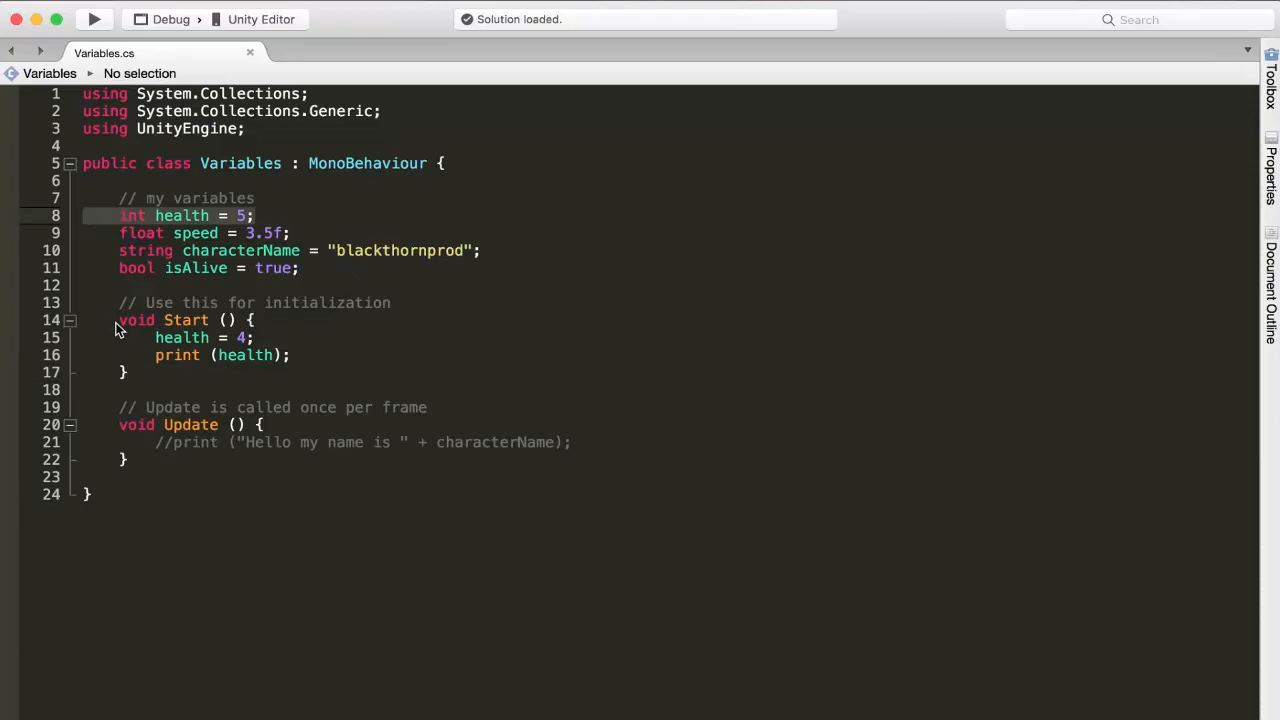 Debug › Unity Editor
Solution loaded.
Search
Variables.cs
Variables ▸ No selection
1 using System.Collections;
2 using System.Collections.Generic;
3 using UnityEngine;
4
5 public class Variables : MonoBehaviour {
6
7 // my variables
8 int health = 5;
9 float speed = 3.5f;
10 string characterName = "blackthornprod";
11 bool isAlive = true;
12
13 // Use this for initialization
14 void Start () {
15 health = 4;
16 print (health);
17 }
18
19 // Update is called once per frame
20 void Update () {
21 //print ("Hello my name is " + characterName);
22 }
23
24 }
Toolbox
Properties
Document Outline